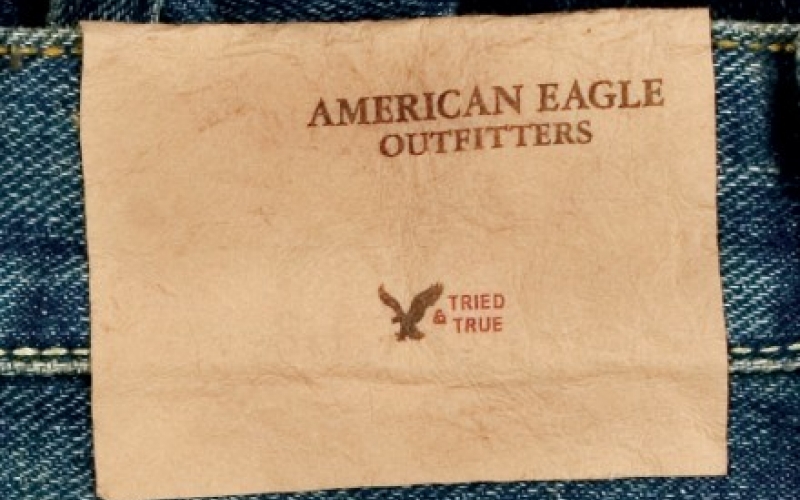 AMERICAN EAGLE
OUTFITTERS
TRIED
& TRUE